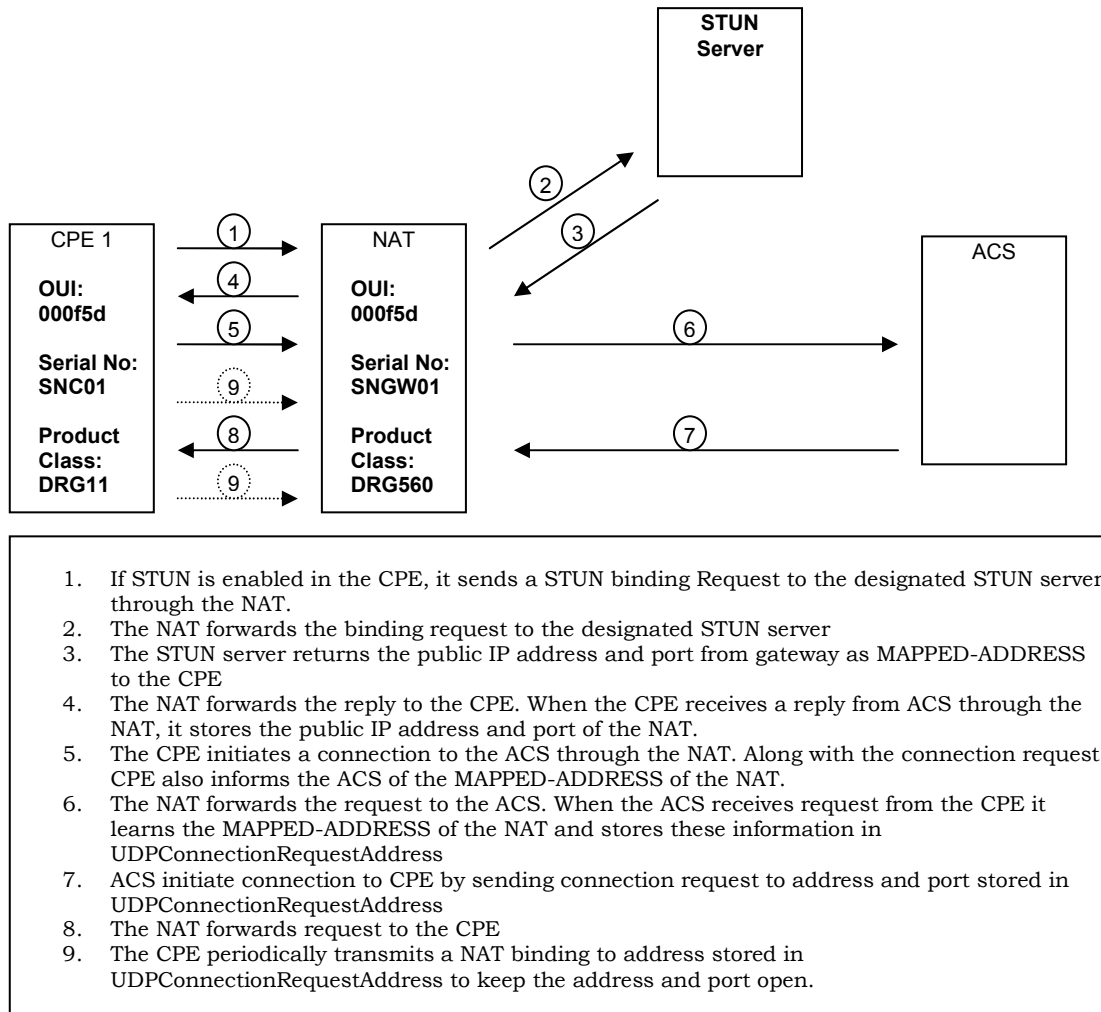 STUN
Server
2
3
CPE 1
1
NAT
4
5
9
8
9
OUI:
000f5d
Serial No:
SNC01
Product
Class:
DRG11
OUI:
000f5d
Serial No:
SNGW01
Product
Class:
DRG560
6
7
ACS
1. If STUN is enabled in the CPE, it sends a STUN binding Request to the designated STUN server
through the NAT.
2. The NAT forwards the binding request to the designated STUN server
3. The STUN server returns the public IP address and port from gateway as MAPPED-ADDRESS
to the CPE
4. The NAT forwards the reply to the CPE. When the CPE receives a reply from ACS through the
NAT, it stores the public IP address and port of the NAT.
5. The CPE initiates a connection to the ACS through the NAT. Along with the connection request
CPE also informs the ACS of the MAPPED-ADDRESS of the NAT.
6. The NAT forwards the request to the ACS. When the ACS receives request from the CPE it
learns the MAPPED-ADDRESS of the NAT and stores these information in
UDPConnectionRequestAddress
7. ACS initiate connection to CPE by sending connection request to address and port stored in
UDPConnectionRequestAddress
8. The NAT forwards request to the CPE
9. The CPE periodically transmits a NAT binding to address stored in
UDPConnectionRequestAddress to keep the address and port open.